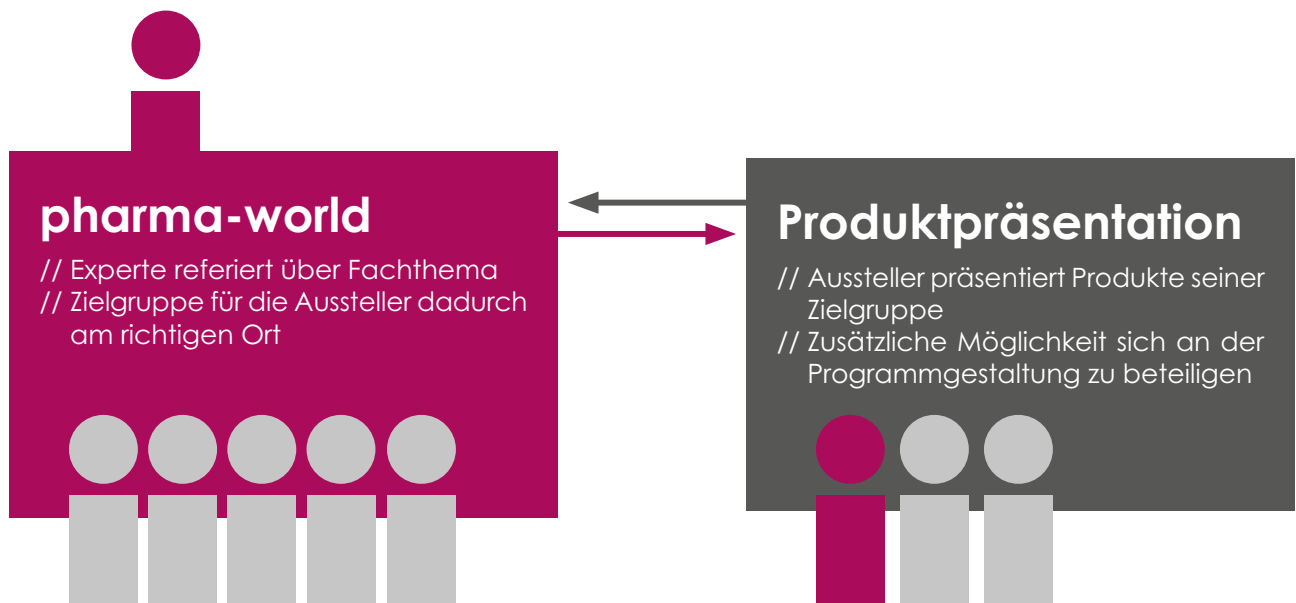 pharma-world
// Experte referiert über Fachthema
// Zielgruppe für die Aussteller dadurch
am richtigen Ort
Produktpräsentation
// Aussteller präsentiert Produkte seiner
Zielgruppe
// Zusätzliche Möglichkeit sich an der
Programmgestaltung zu beteiligen